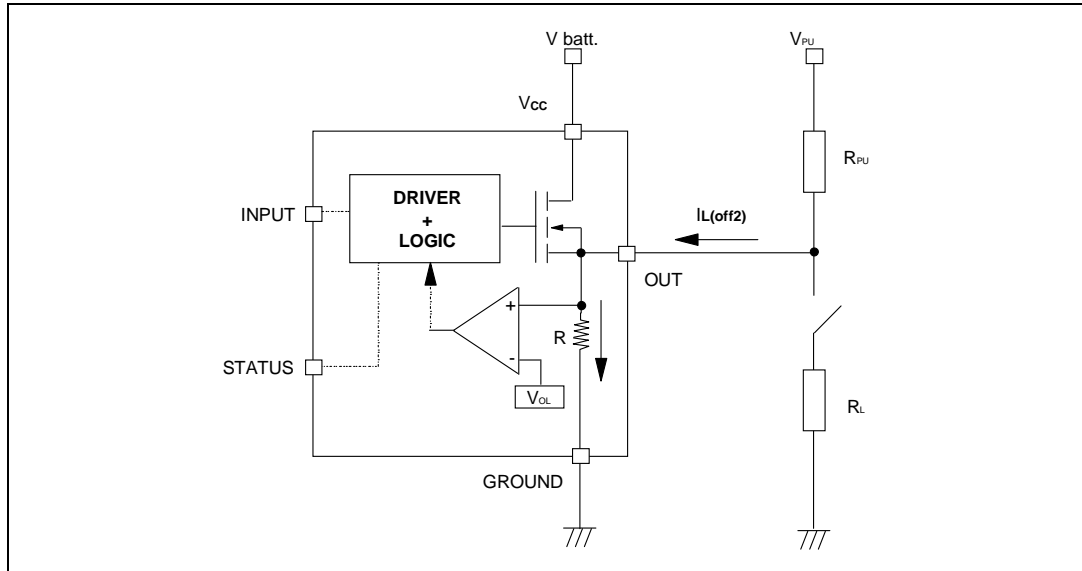 V batt.
VPU
VCC
RPU
INPUT
DRIVER
+
LOGIC
IL(off2)
OUT
+
R
-
STATUS
VOL
RL
GROUND